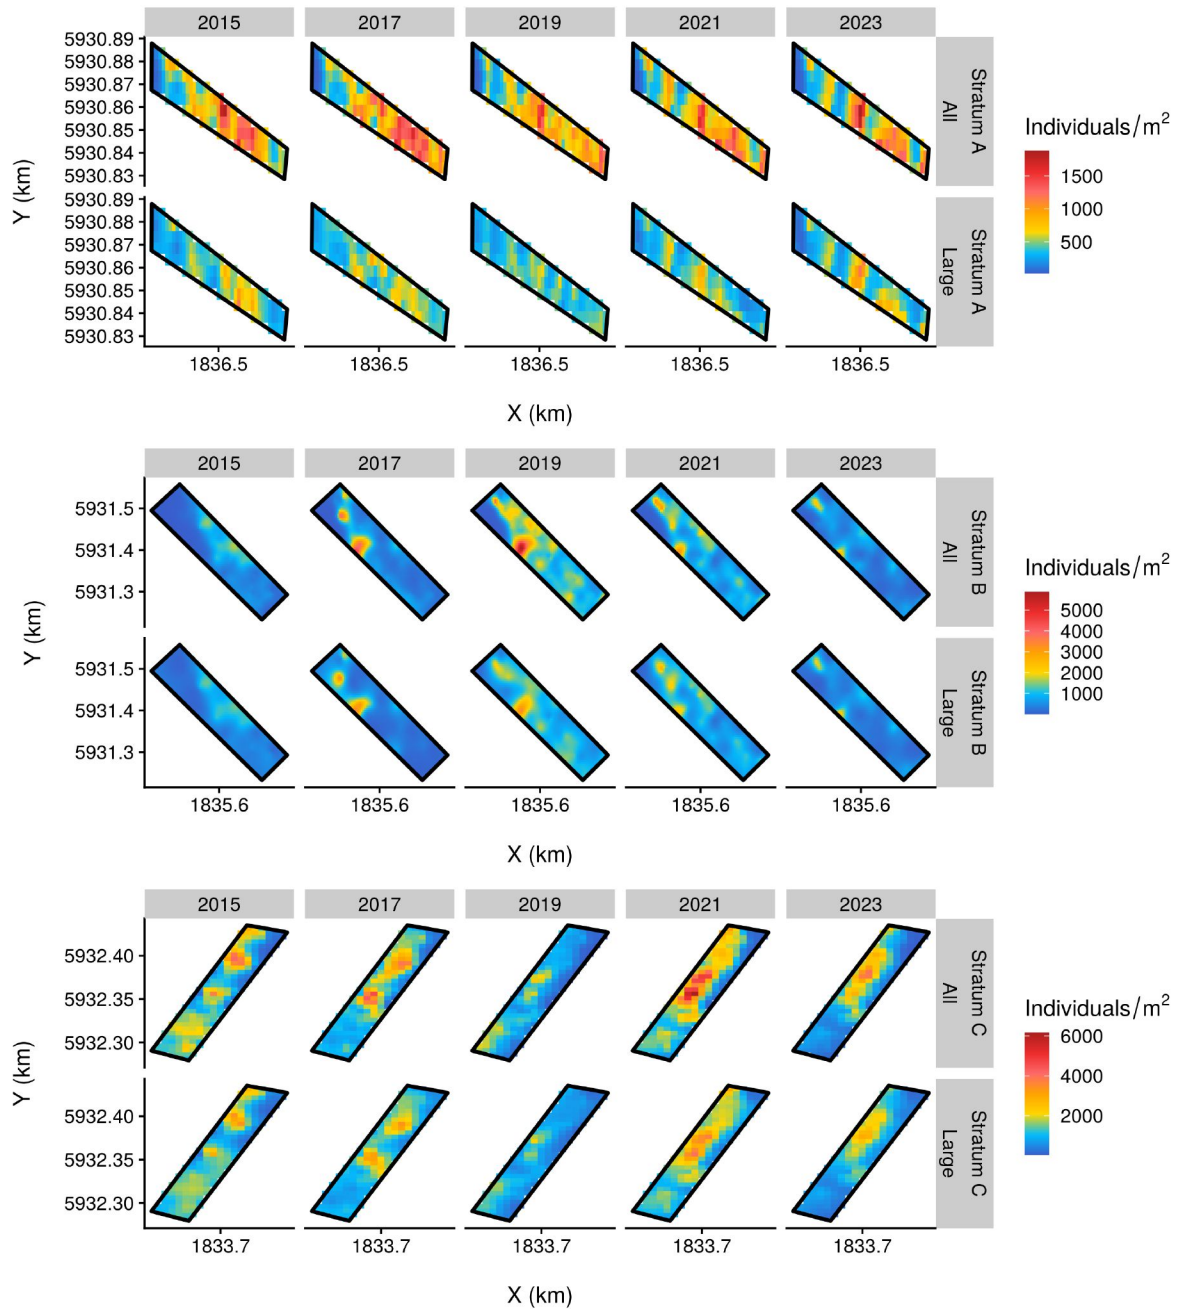 2015 2017 2019 2021 2023
5930.89
5930.88
5930.87
5930.86
5930.85
5930.84
5930.83
Stratum A
All
5930.89
5930.88
5930.87
5930.86
5930.85
5930.84
5930.83
Stratum A
Large
Y (km)
1836.5 1836.5 1836.5 1836.5 1836.5
X (km)
Individuals/m²
1500
1000
500
2015 2017 2019 2021 2023
5931.5
5931.4
5931.3
Stratum B
All
5931.5
5931.4
5931.3
Stratum B
Large
Y (km)
1835.6 1835.6 1835.6 1835.6 1835.6
X (km)
Individuals/m²
5000
4000
3000
2000
1000
2015 2017 2019 2021 2023
5932.40
5932.35
5932.30
Stratum C
All
5932.40
5932.35
5932.30
Stratum C
Large
Y (km)
1833.7 1833.7 1833.7 1833.7 1833.7
X (km)
Individuals/m²
6000
4000
2000